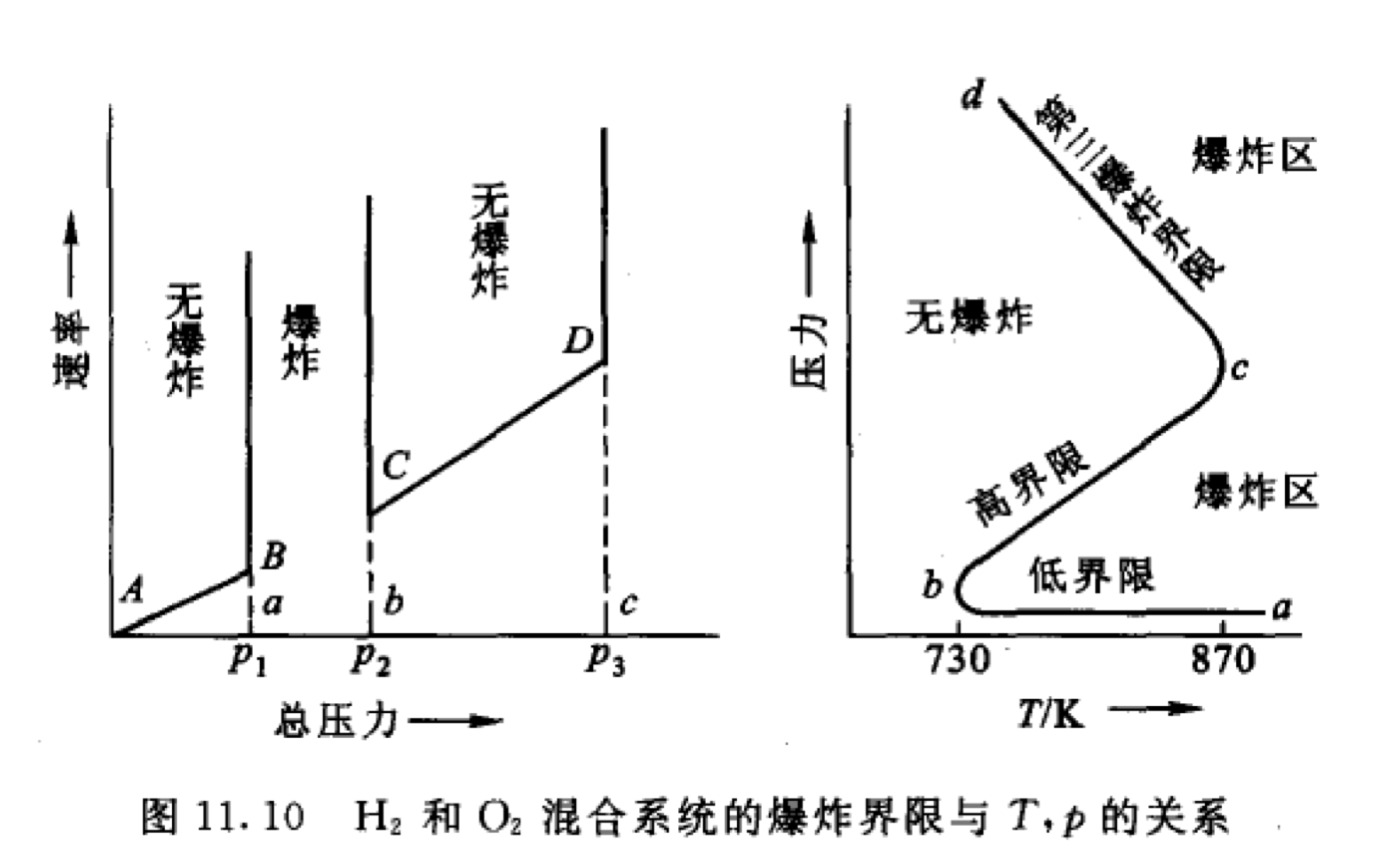 速率
无爆炸
爆炸
无爆炸
A
B
C
D
a
b
c
p1
p2
p3
总压力
压力
d
第三爆炸界限
爆炸区
无爆炸
c
高界限
爆炸区
b
低界限
a
730
870
T/K
图 11.10 H₂ 和 O₂ 混合系统的爆炸界限与 T,p 的关系